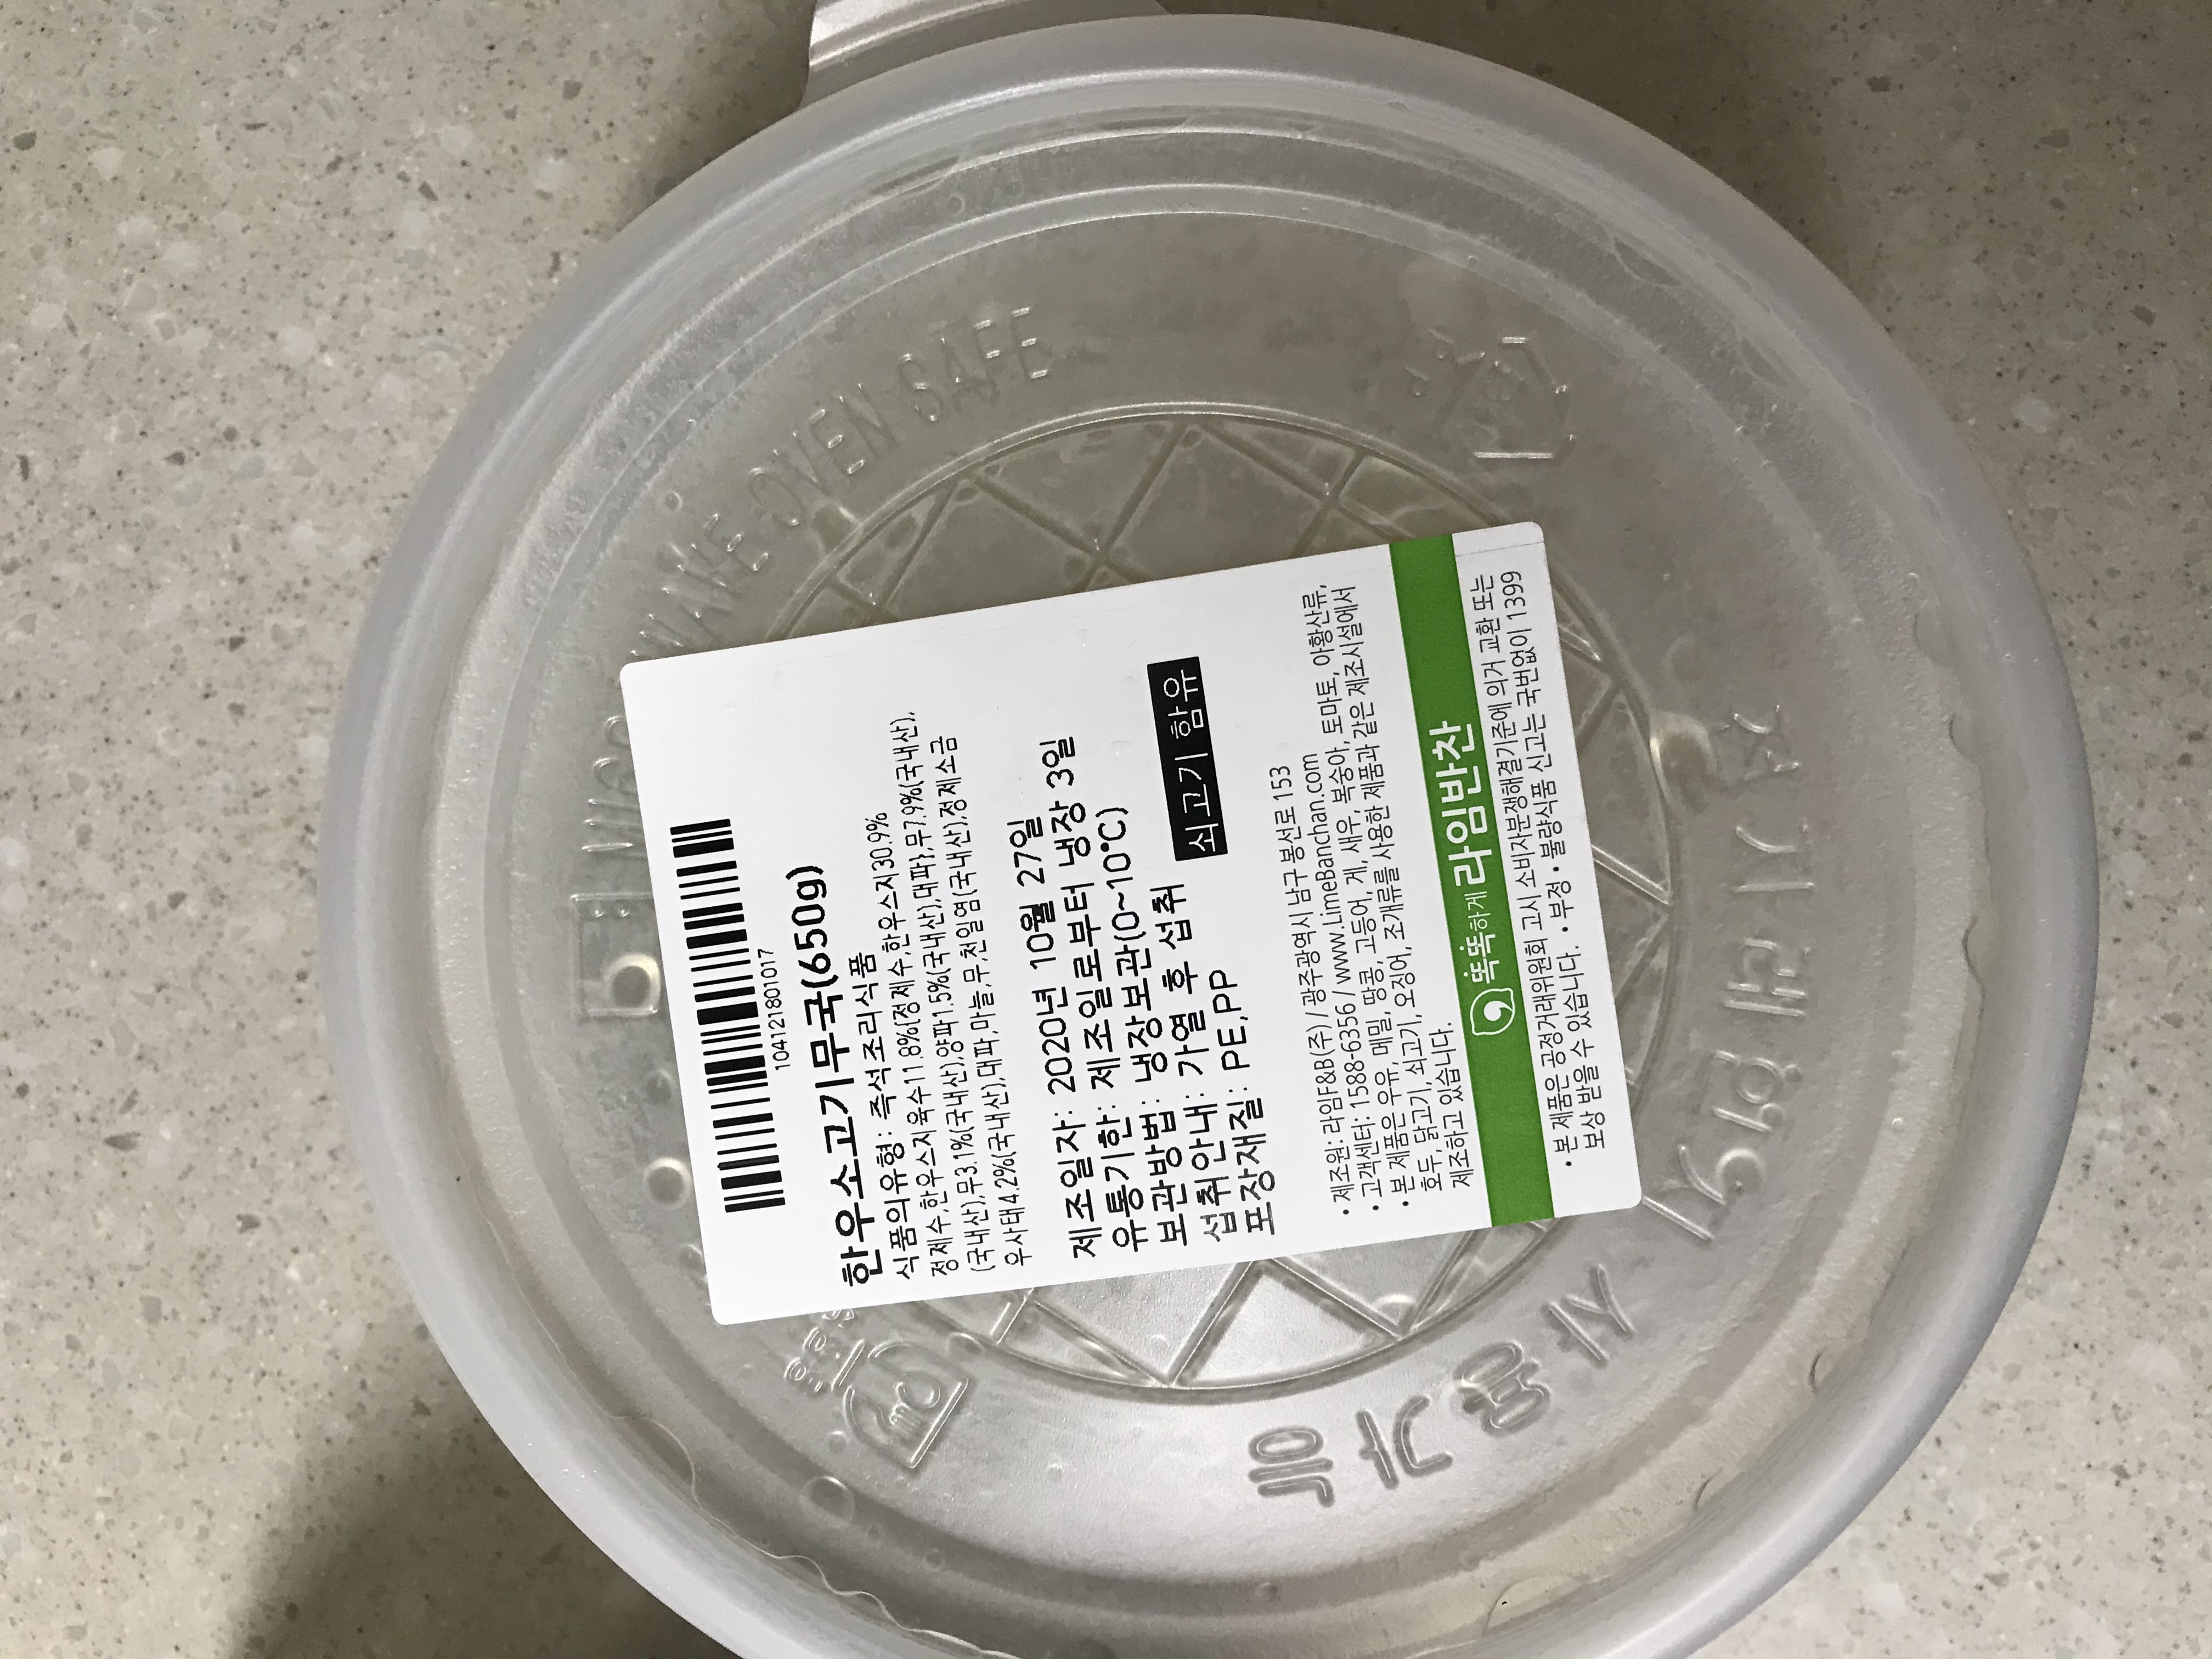 104121801017
한우소고기무국(650g)
식품의유형: 즉석조리식품
정제수,한우스지육수11.8%{정제수,한우스지30.9%
(국내산),무3.1%(국내산),양파1.5%(국내산),대파},무7.9%(국내산),
우사태4.2%(국내산),대파,마늘,무,천일염(국내산),정제소금
제조일자: 2020년 10월 27일
유통기한: 제조일로부터 냉장 3일
보관방법: 냉장보관(0~10℃)
섭취안내: 가열 후 섭취
포장재질: PE,PP
쇠고기 함유
• 제조원: 라임F&B(주) / 광주광역시 남구 봉선로 153
• 고객센터: 1588-6356 / www.LimeBanchan.com
• 본 제품은 우유, 메밀, 땅콩, 고등어, 게, 새우, 복숭아, 토마토, 아황산류,
호두, 닭고기, 쇠고기, 오징어, 조개류를 사용한 제품과 같은 제조시설에서
제조하고 있습니다.
똑똑하게 라임반찬
• 본 제품은 공정거래위원회 고시 소비자분쟁해결기준에 의거 교환 또는
보상 받을 수 있습니다. • 부정 • 불량식품 신고는 국번없이 1399
WAVE OVEN SAFE
사용가능